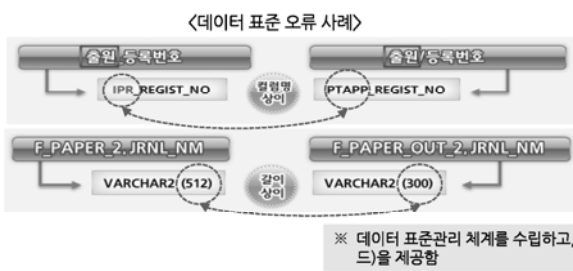 <데이터 표준 오류 사례>
출원_등록번호
출원/등록번호
IPR_REGIST_NO
컬럼명
상이
PTAPP_REGIST_NO
F_PAPER_2, JRNL_NM
F_PAPER_OUT_2, JRNL_NM
VARCHAR2 (512)
길이
상이
VARCHAR2 (300)
※ 데이터 표준관리 체계를 수립하고,
드)을 제공함